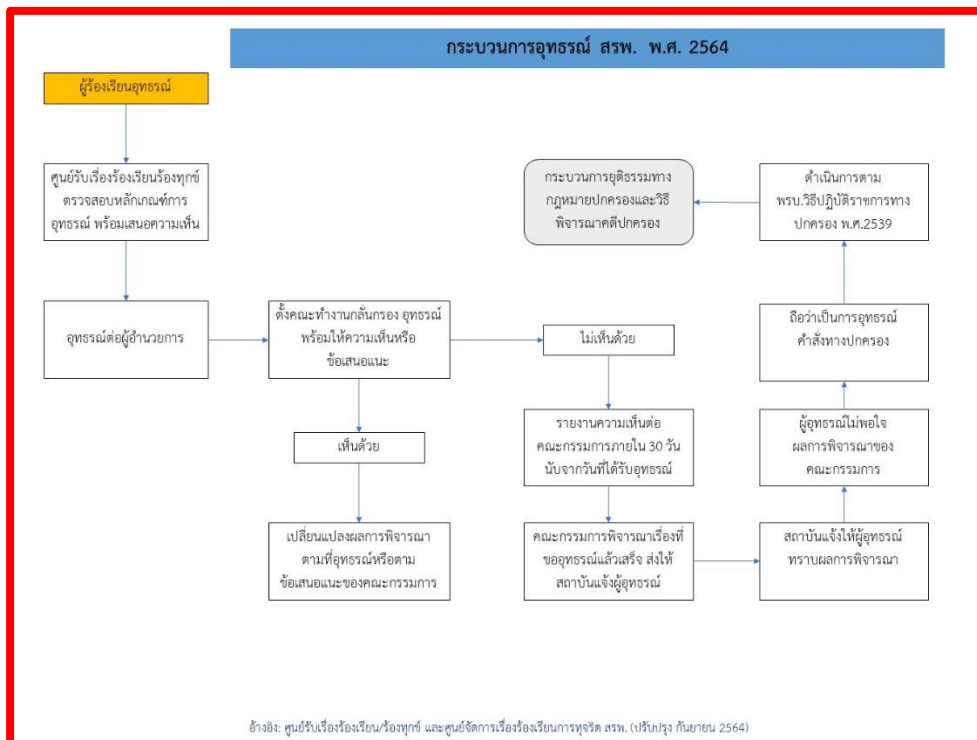 กระบวนการอุทธรณ์ สรพ. พ.ศ. 2564
ผู้ร้องเรียนอุทธรณ์
ศูนย์รับเรื่องร้องเรียนร้องทุกข์
ตรวจสอบหลักเกณฑ์การ
อุทธรณ์ พร้อมเสนอความเห็น
อุทธรณ์ต่อผู้อำนวยการ
ตั้งคณะทำงานกลั่นกรอง อุทธรณ์
พร้อมให้ความเห็นหรือ
ข้อเสนอแนะ
เห็นด้วย
เปลี่ยนแปลงผลการพิจารณา
ตามที่อุทธรณ์หรือตาม
ข้อเสนอแนะของคณะกรรมการ
ไม่เห็นด้วย
รายงานความเห็นต่อ
คณะกรรมการภายใน 30 วัน
นับจากวันที่ได้รับอุทธรณ์
คณะกรรมการพิจารณาเรื่องที่
ขออุทธรณ์แล้วเสร็จ ส่งให้
สถาบันแจ้งผู้อุทธรณ์
สถาบันแจ้งให้ผู้อุทธรณ์
ทราบผลการพิจารณา
ผู้อุทธรณ์ไม่พอใจ
ผลการพิจารณาของ
คณะกรรมการ
ถือว่าเป็นการอุทธรณ์
คำสั่งทางปกครอง
ดำเนินการตาม
พรบ.วิธีปฏิบัติราชการทาง
ปกครอง พ.ศ.2539
กระบวนการยุติธรรมทาง
กฎหมายปกครองและวิธี
พิจารณาคดีปกครอง
อ้างอิง: ศูนย์รับเรื่องร้องเรียน/ร้องทุกข์ และศูนย์จัดการเรื่องร้องเรียนการทุจริต สรพ. (ปรับปรุง กันยายน 2564)